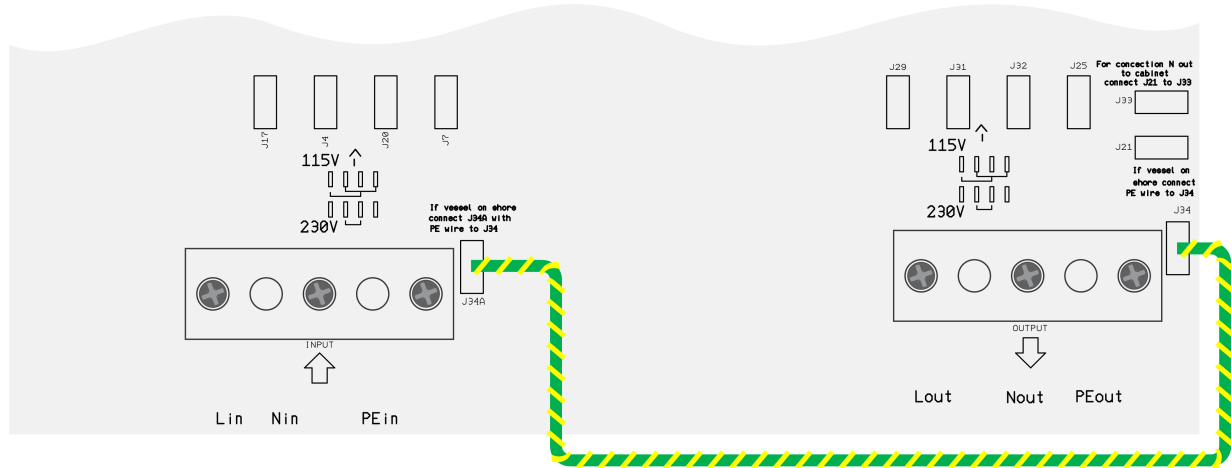 J29
J31
J32
J25
For concection N out
to cabinet
connect J21 to J33
J33
J17
J4
J20
J7
115V
115V
J21
If vessel on
shore connect
PE wire to J34
If vessel on shore
connect J34A with
PE wire to J34
230V
230V
J34
J34A
INPUT
OUTPUT
Lin
Nin
PEin
Lout
Nout
PEout